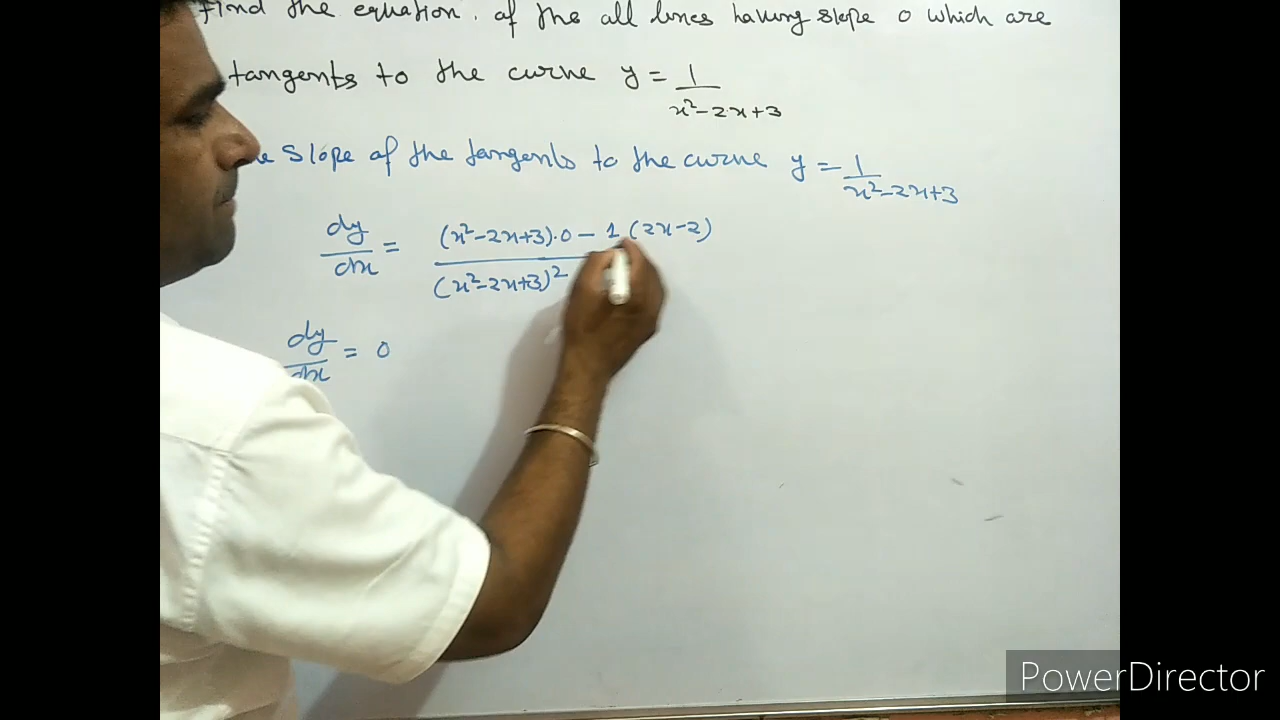 Find the equation. of the all lines having slope 0 which are
tangents to the curve y = 1/(x²-2x+3)
slope of the tangents to the curve y = 1/(x²-2x+3)
dy/dx = ((x²-2x+3).0 - 1.(2x-2))/(x²-2x+3)²
dy/dx = 0
PowerDirector